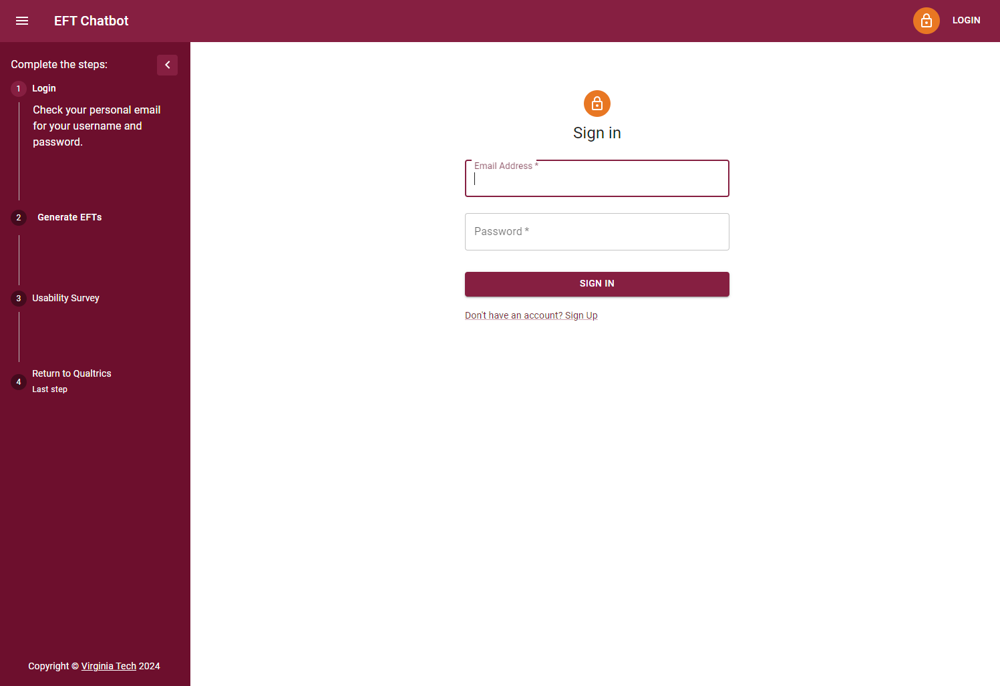 EFT Chatbot
LOGIN
Complete the steps:
1 Login
Check your personal email
for your username and
password.
2 Generate EFTs
3 Usability Survey
4 Return to Qualtrics
Last step
Copyright © Virginia Tech 2024
Sign in
Email Address *
Password *
SIGN IN
Don't have an account? Sign Up